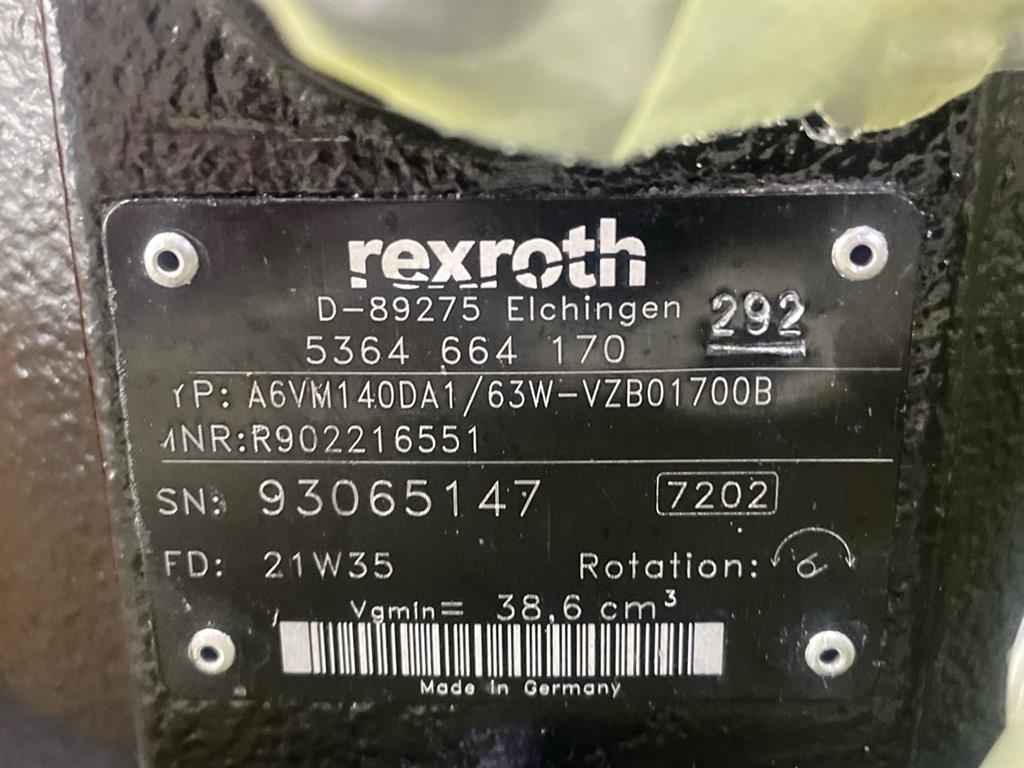 rexroth
D-89275 Elchingen
292
5364 664 170
YP: A6VM140DA1/63W-VZB01700B
MNR:R902216551
SN: 93065147 7202
FD: 21W35 Rotation:
Vgmin= 38,6 cm³
Made in Germany